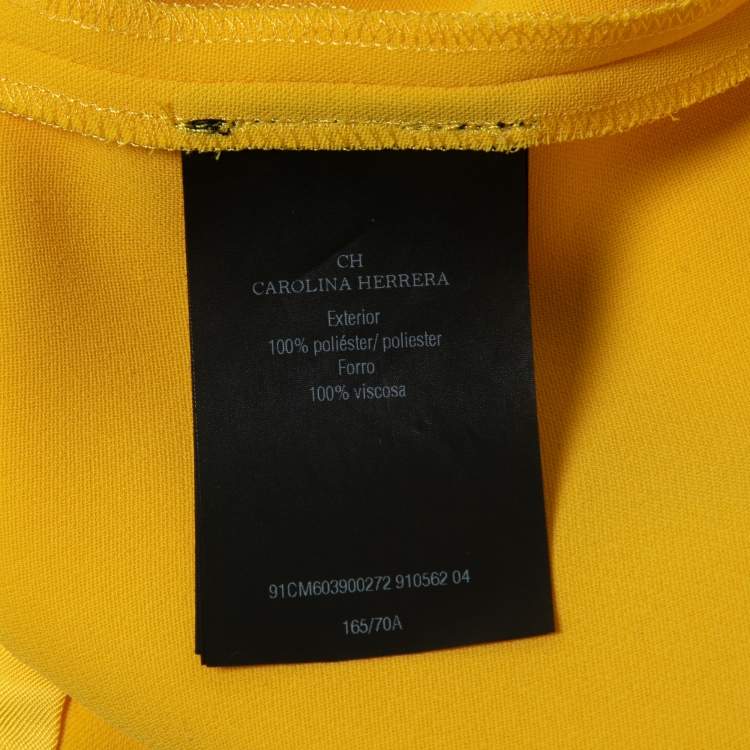 CH
CAROLINA HERRERA
Exterior
100% poliéster/ poliester
Forro
100% viscosa
91CM603900272 910562 04
165/70A